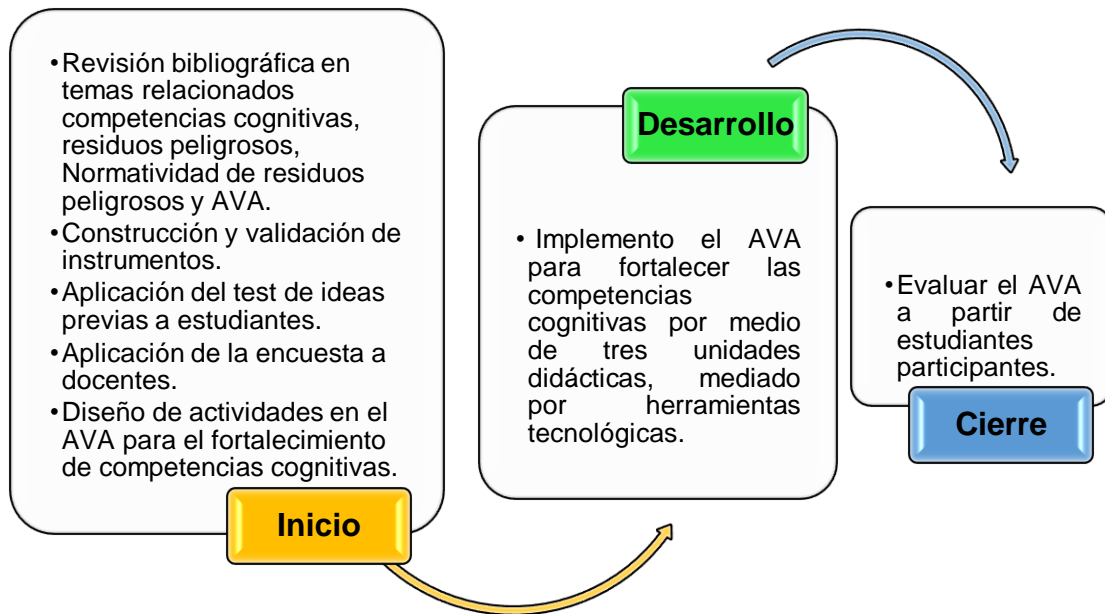 •Revisión bibliográfica en
temas relacionados
competencias cognitivas,
residuos peligrosos,
Normatividad de residuos
peligrosos y AVA.
•Construcción y validación de
instrumentos.
•Aplicación del test de ideas
previas a estudiantes.
•Aplicación de la encuesta a
docentes.
•Diseño de actividades en el
AVA para el fortalecimiento
de competencias cognitivas.
Inicio
Desarrollo
• Implemento el AVA
para fortalecer las
competencias
cognitivas por medio
de tres unidades
didácticas, mediado
por herramientas
tecnológicas.
•Evaluar el AVA
a partir de
estudiantes
participantes.
Cierre